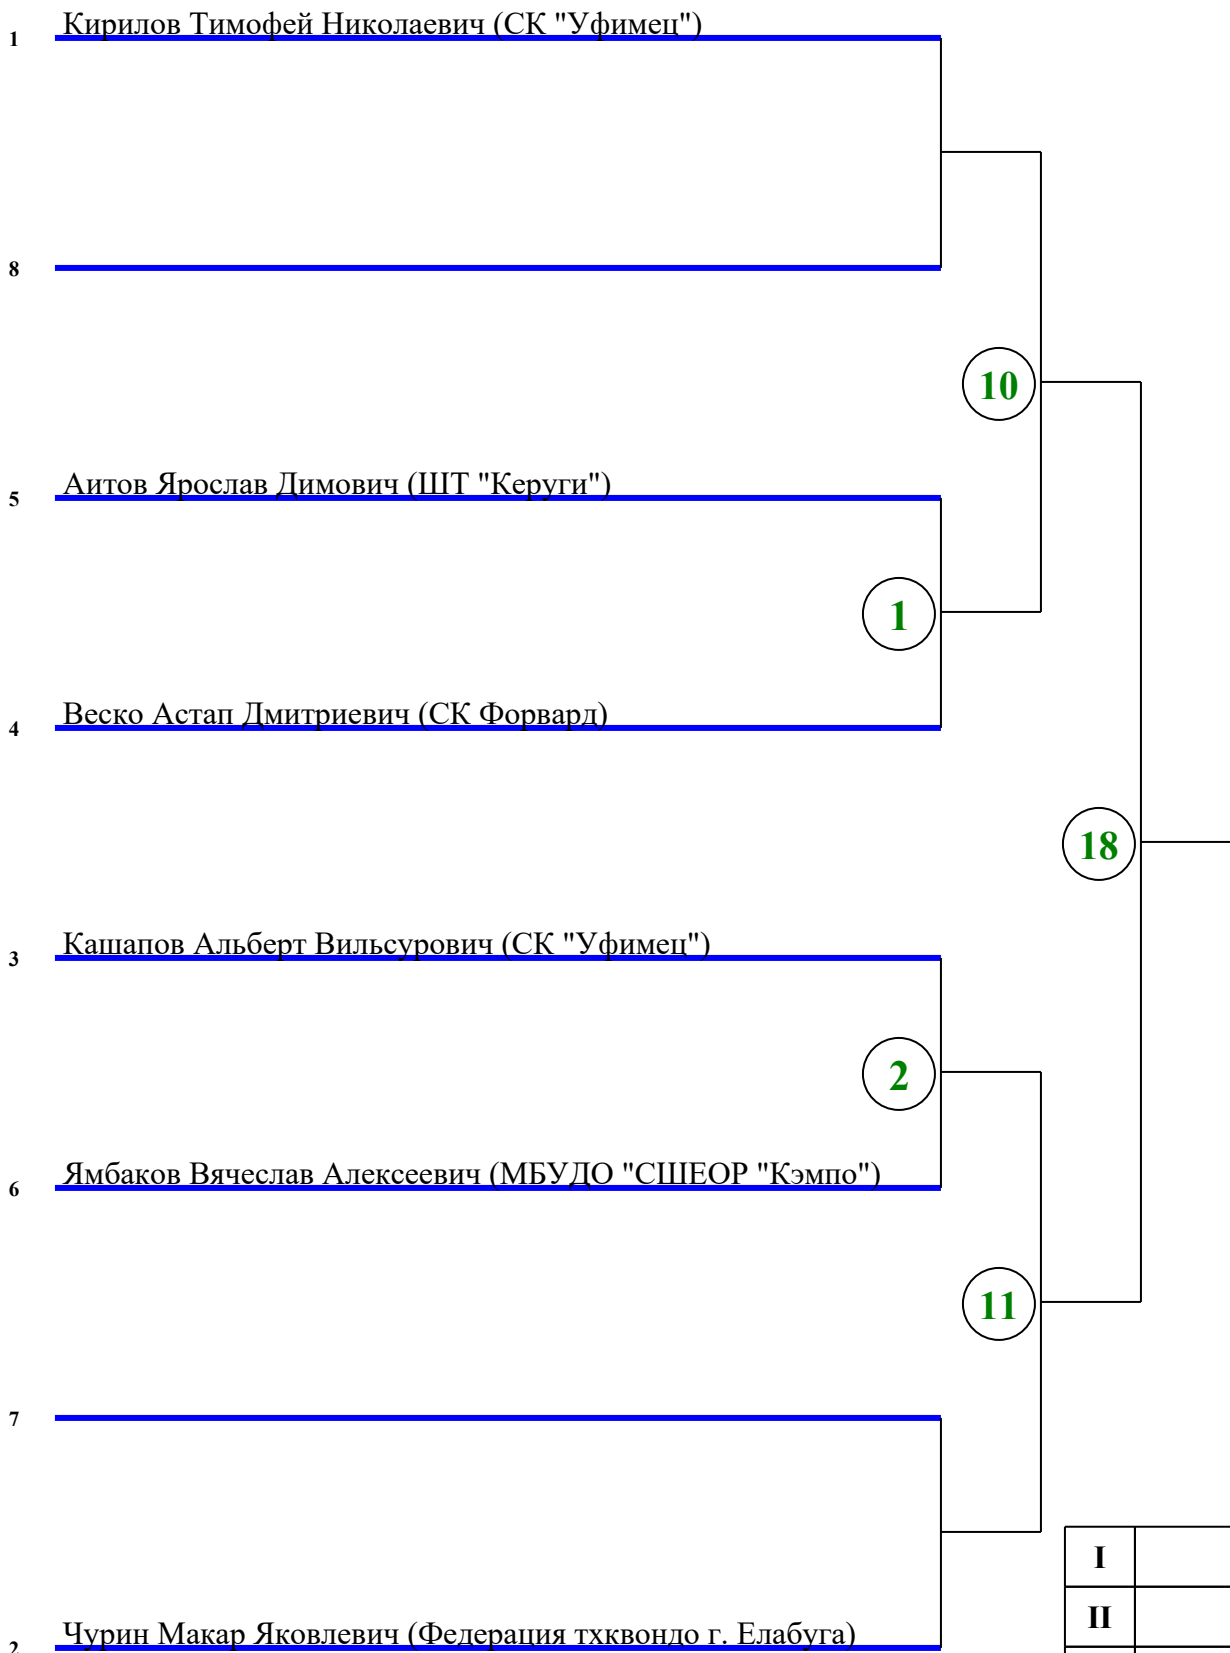 1 Кирилов Тимофей Николаевич (СК "Уфимец")
8
10
5 Аитов Ярослав Димович (ШТ "Керуги")
1
4 Веско Астап Дмитриевич (СК Форвард)
18
3 Кашапов Альберт Вильсурович (СК "Уфимец")
2
6 Ямбаков Вячеслав Алексеевич (МБУДО "СШЕОР "Кэмпо")
11
7
I
II
2 Чурин Макар Яковлевич (Федерация тхквондо г. Елабуга)